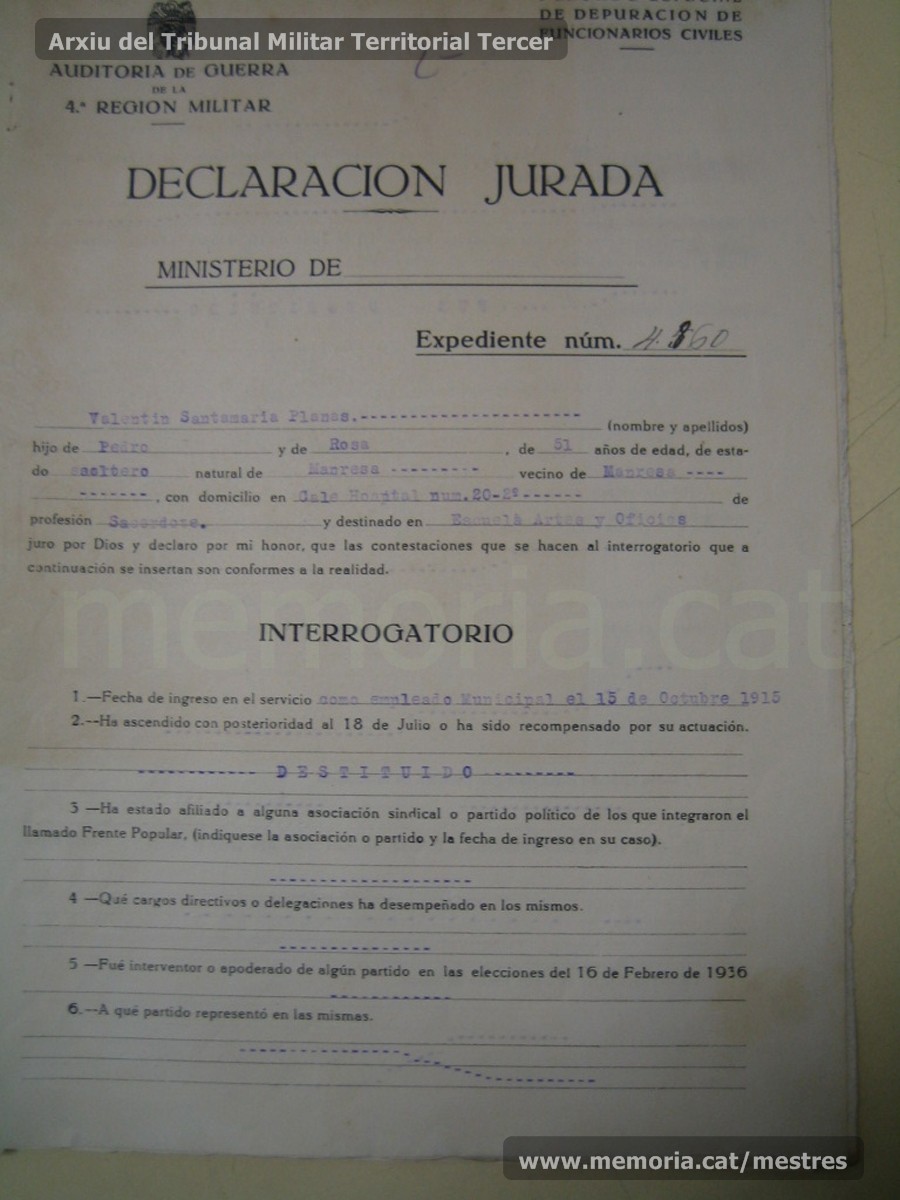 Arxiu del Tribunal Militar Territorial Tercer
DE DEPURACION DE
FUNCIONARIOS CIVILES
AUDITORIA DE GUERRA
DE LA
4.ª REGION MILITAR
DECLARACION JURADA
MINISTERIO DE
Expediente núm. 4.860
Valentin Santamaria Planas.------------------------- (nombre y apellidos)
hijo de Pedro y de Rosa , de 51 años de edad, de esta-
do soltero natural de Manresa --------- vecino de Manresa ----
-------, con domicilio en Cale Hospital num.20-2º------ de
profesión Sacerdote. y destinado en Escuela Artes y Oficios
juro por Dios y declaro por mi honor, que las contestaciones que se hacen al interrogatorio que a
continuación se insertan son conformes a la realidad.
memoria.cat
INTERROGATORIO
1.—Fecha de ingreso en el servicio como empleado Municipal el 15 de Octubre 1915
2.--Ha ascendido con posterioridad al 18 de Julio o ha sido recompensado por su actuación.
------------ D E S T I T U I D O ---------
3 —Ha estado afiliado a alguna asociación sindical o partido político de los que integraron el
llamado Frente Popular, (indíquese la asociación o partido y la fecha de ingreso en su caso).
--------------------
4 —Qué cargos directivos o delegaciones ha desempeñado en los mismos.
---------------
5 —Fué interventor o apoderado de algún partido en las elecciones del 16 de Febrero de 1936
------------
6.--A qué partido representó en las mismas.
www.memoria.cat/mestres